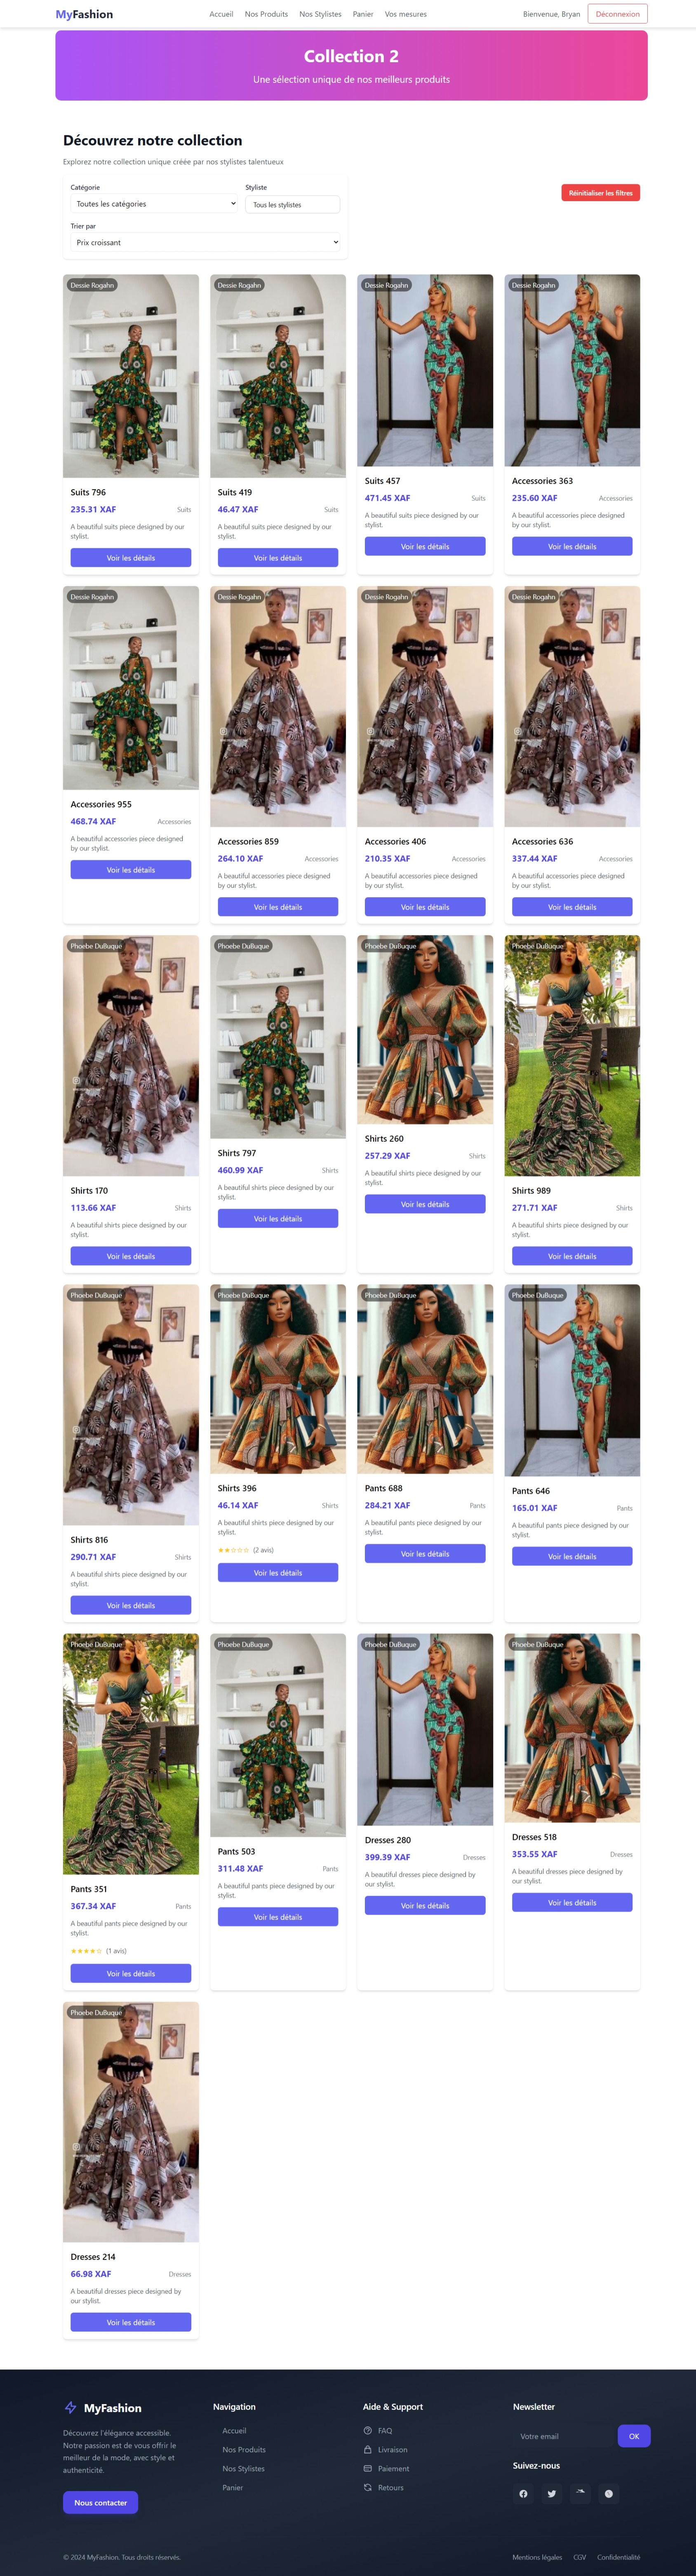 MyFashion
Accueil Nos Produits Nos Stylistes Panier Vos mesures
Bienvenue, Bryan Déconnexion
Collection 2
Une sélection unique de nos meilleurs produits
Découvrez notre collection
Explorez notre collection unique créée par nos stylistes talentueux
Catégorie
Toutes les catégories
Styliste
Tous les stylistes
Trier par
Prix croissant
Réinitialiser les filtres
Dessie Rogahn
Suits 796
235.31 XAF Suits
A beautiful suits piece designed by our
stylist.
Voir les détails
Dessie Rogahn
Suits 419
46.47 XAF Suits
A beautiful suits piece designed by our
stylist.
Voir les détails
Dessie Rogahn
Suits 457
471.45 XAF Suits
A beautiful suits piece designed by our
stylist.
Voir les détails
Dessie Rogahn
Accessories 363
235.60 XAF Accessories
A beautiful accessories piece designed
by our stylist.
Voir les détails
Dessie Rogahn
Accessories 955
468.74 XAF Accessories
A beautiful accessories piece designed
by our stylist.
Voir les détails
Dessie Rogahn
Accessories 859
264.10 XAF Accessories
A beautiful accessories piece designed
by our stylist.
Voir les détails
Dessie Rogahn
Accessories 406
210.35 XAF Accessories
A beautiful accessories piece designed
by our stylist.
Voir les détails
Dessie Rogahn
Accessories 636
337.44 XAF Accessories
A beautiful accessories piece designed
by our stylist.
Voir les détails
Phoebe DuBuque
Shirts 170
113.66 XAF Shirts
A beautiful shirts piece designed by our
stylist.
Voir les détails
Phoebe DuBuque
Shirts 797
460.99 XAF Shirts
A beautiful shirts piece designed by our
stylist.
Voir les détails
Phoebe DuBuque
Shirts 260
257.29 XAF Shirts
A beautiful shirts piece designed by our
stylist.
Voir les détails
Phoebe DuBuque
Shirts 989
271.71 XAF Shirts
A beautiful shirts piece designed by our
stylist.
Voir les détails
Phoebe DuBuque
Shirts 816
290.71 XAF Shirts
A beautiful shirts piece designed by our
stylist.
Voir les détails
Phoebe DuBuque
Shirts 396
46.14 XAF Shirts
A beautiful shirts piece designed by our
stylist.
★★☆☆☆ (2 avis)
Voir les détails
Phoebe DuBuque
Pants 688
284.21 XAF Pants
A beautiful pants piece designed by our
stylist.
Voir les détails
Phoebe DuBuque
Pants 646
165.01 XAF Pants
A beautiful pants piece designed by our
stylist.
Voir les détails
Phoebe DuBuque
Pants 351
367.34 XAF Pants
A beautiful pants piece designed by our
stylist.
★★★★☆ (1 avis)
Voir les détails
Phoebe DuBuque
Pants 503
311.48 XAF Pants
A beautiful pants piece designed by our
stylist.
Voir les détails
Phoebe DuBuque
Dresses 280
399.39 XAF Dresses
A beautiful dresses piece designed by
our stylist.
Voir les détails
Phoebe DuBuque
Dresses 518
353.55 XAF Dresses
A beautiful dresses piece designed by
our stylist.
Voir les détails
Phoebe DuBuque
Dresses 214
66.98 XAF Dresses
A beautiful dresses piece designed by
our stylist.
Voir les détails
MyFashion
Découvrez l'élégance accessible.
Notre passion est de vous offrir le
meilleur de la mode, avec style et
authenticité.
Nous contacter
Navigation
Accueil
Nos Produits
Nos Stylistes
Panier
Aide & Support
FAQ
Livraison
Paiement
Retours
Newsletter
Votre email OK
Suivez-nous
© 2024 MyFashion. Tous droits réservés.
Mentions légales CGV Confidentialité